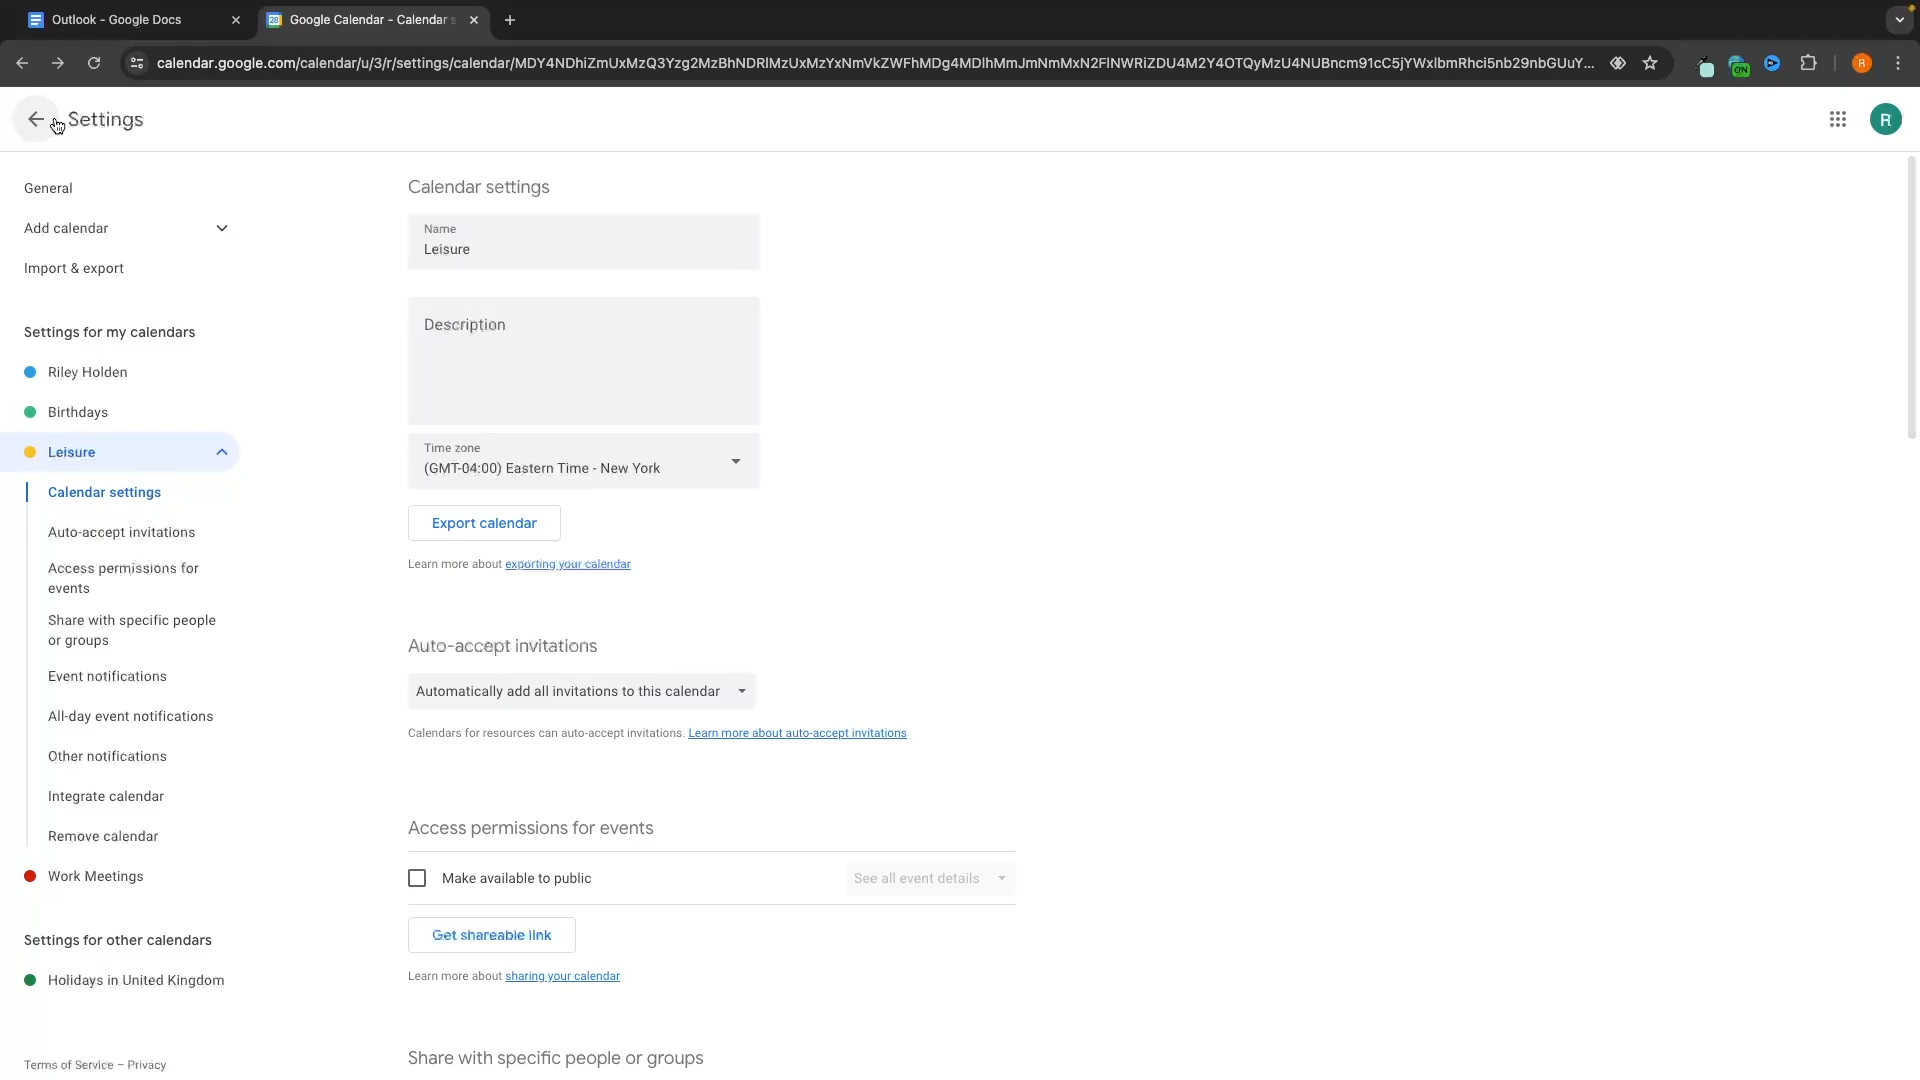 Outlook - Google Docs
Google Calendar - Calendar s
calendar.google.com/calendar/u/3/r/settings/calendar/
Settings
R
General
Add calendar
Import & export
Settings for my calendars
Riley Holden
Birthdays
Leisure
Calendar settings
Auto-accept invitations
Access permissions for
events
Share with specific people
or groups
Event notifications
All-day event notifications
Other notifications
Integrate calendar
Remove calendar
Work Meetings
Settings for other calendars
Holidays in United Kingdom
Terms of Service – Privacy
Calendar settings
Name
Leisure
Description
Time zone
(GMT-04:00) Eastern Time - New York
Export calendar
Learn more about exporting your calendar
Auto-accept invitations
Automatically add all invitations to this calendar
Calendars for resources can auto-accept invitations. Learn more about auto-accept invitations
Access permissions for events
Make available to public
See all event details
Get shareable link
Learn more about sharing your calendar
Share with specific people or groups